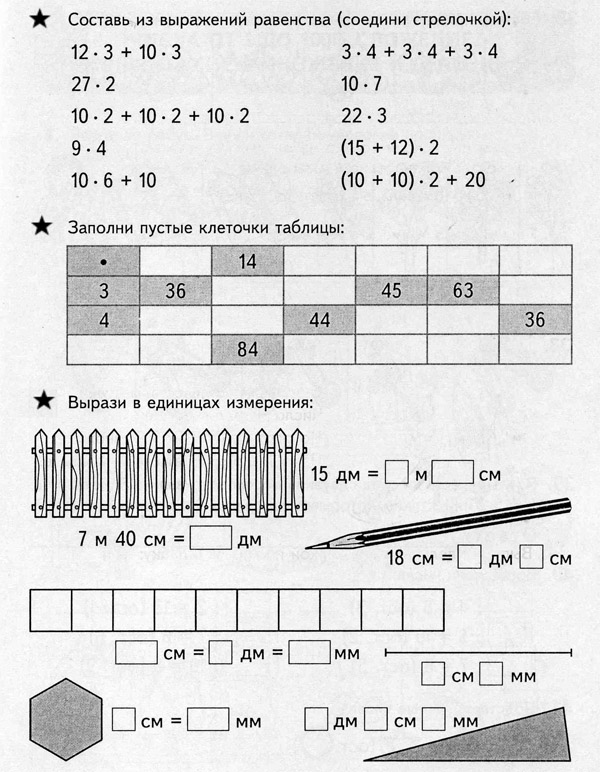 ★ Составь из выражений равенства (соедини стрелочкой):
12 · 3 + 10 · 3 3 · 4 + 3 · 4 + 3 · 4
27 · 2 10 · 7
10 · 2 + 10 · 2 + 10 · 2 22 · 3
9 · 4 (15 + 12) · 2
10 · 6 + 10 (10 + 10) · 2 + 20
★ Заполни пустые клеточки таблицы:
• 14
3 36 45 63
4 44 36
84
★ Вырази в единицах измерения:
15 дм = □ м □ см
7 м 40 см = □ дм
18 см = □ дм □ см
□ см = □ дм = □ мм
□ см □ мм
□ см = □ мм
□ дм □ см □ мм